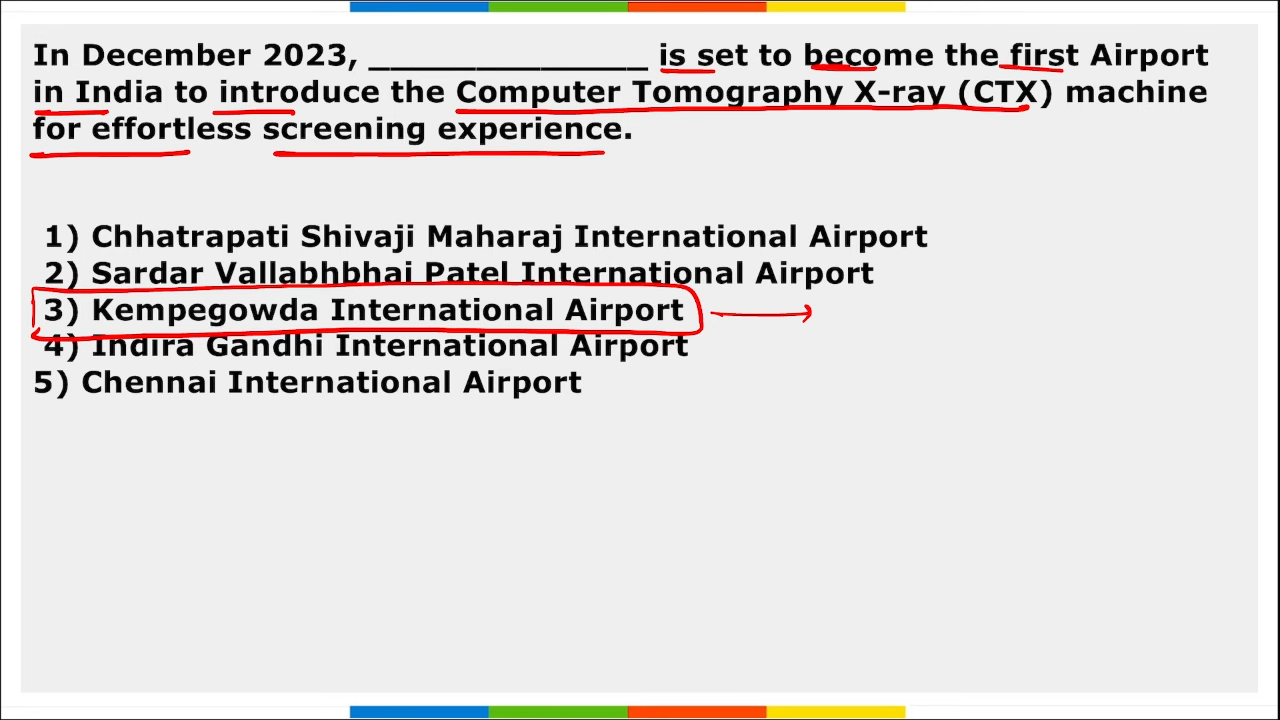 In December 2023, _________________ is set to become the first Airport
in India to introduce the Computer Tomography X-ray (CTX) machine
for effortless screening experience.
1) Chhatrapati Shivaji Maharaj International Airport
2) Sardar Vallabhbhai Patel International Airport
3) Kempegowda International Airport
4) Indira Gandhi International Airport
5) Chennai International Airport